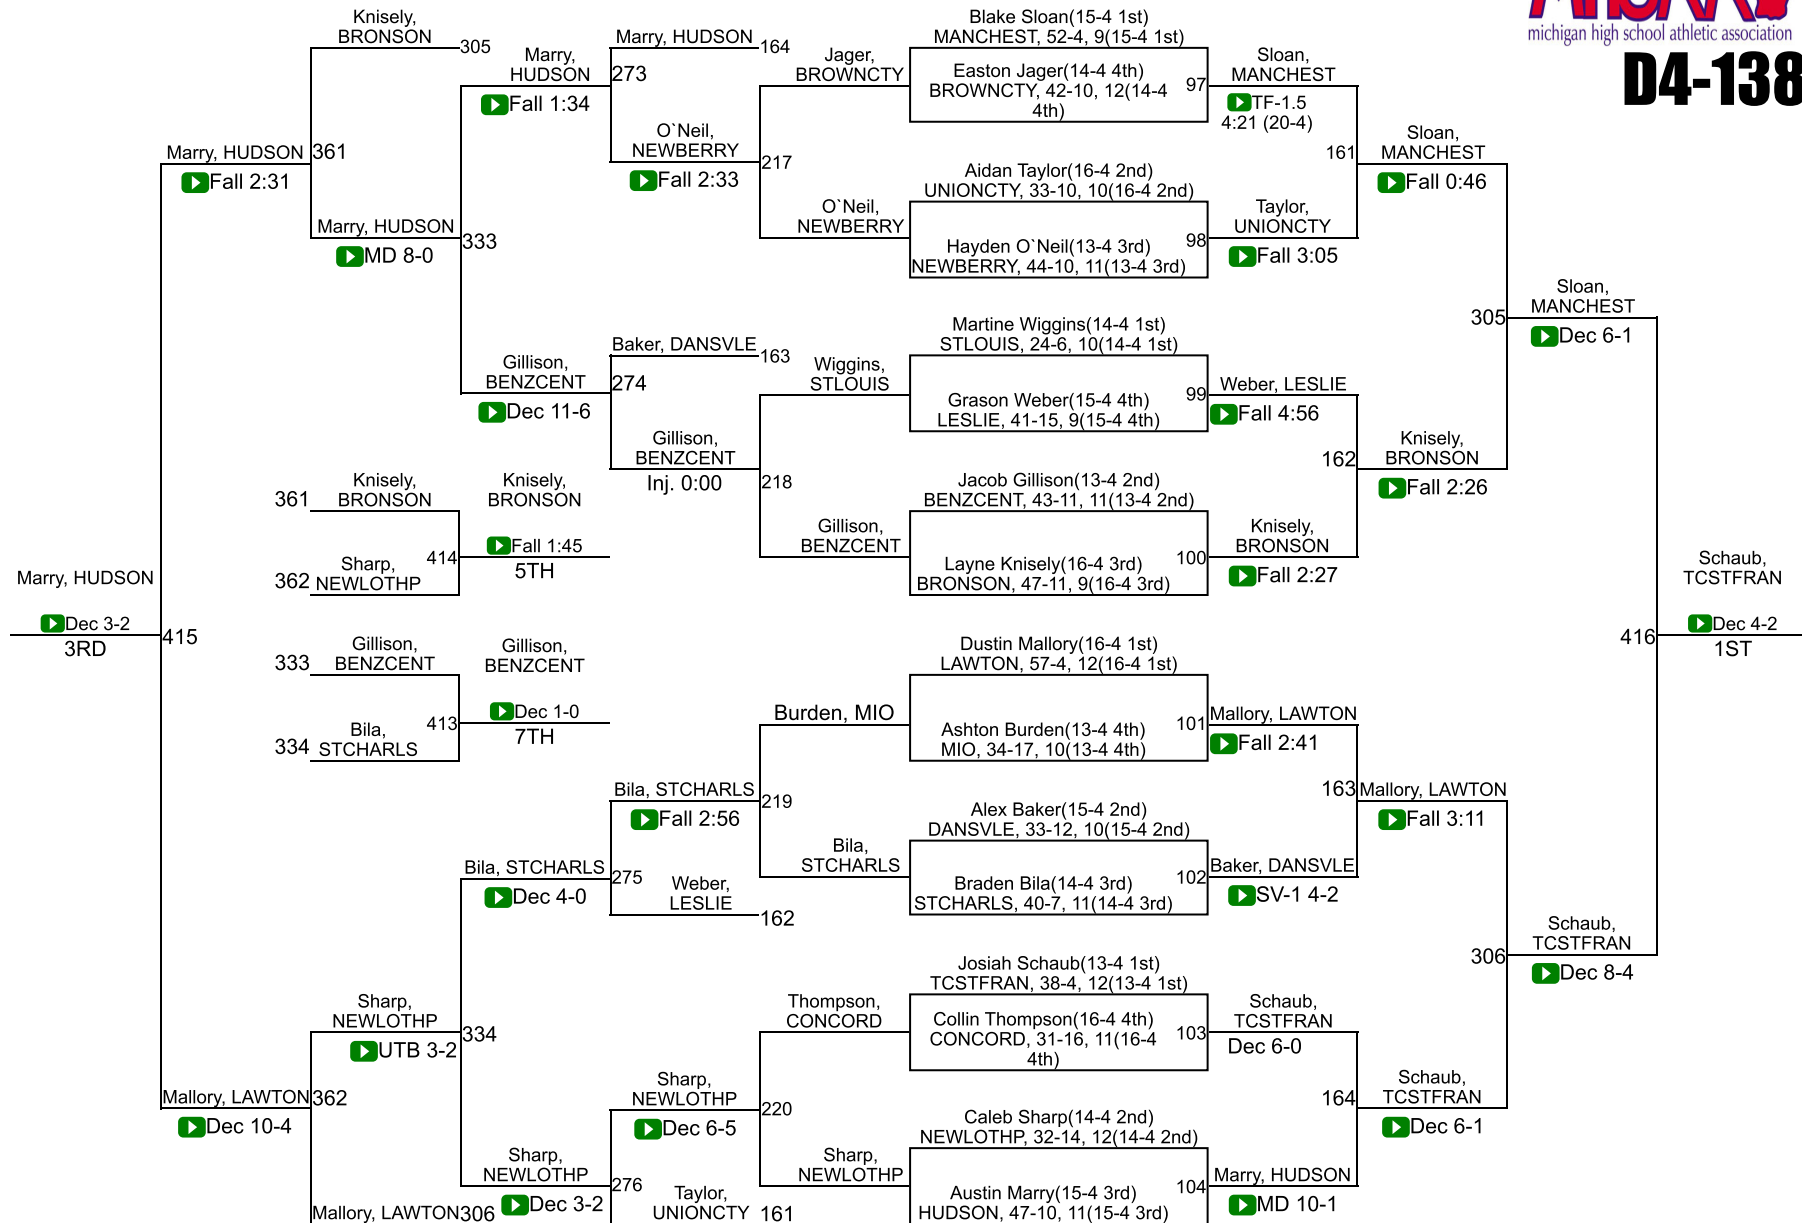 MHSAA
michigan high school athletic association
D4-138
Knisely,
BRONSON
305
Marry,
HUDSON
Fall 1:34
Marry, HUDSON
164
273
O`Neil,
NEWBERRY
Fall 2:33
Marry, HUDSON
361
Fall 2:31
Marry, HUDSON
333
MD 8-0
Jager,
BROWNCTY
217
O`Neil,
NEWBERRY
Blake Sloan(15-4 1st)
MANCHEST, 52-4, 9(15-4 1st)
Easton Jager(14-4 4th)
BROWNCTY, 42-10, 12(14-4
4th)
97
Aidan Taylor(16-4 2nd)
UNIONCTY, 33-10, 10(16-4 2nd)
Hayden O`Neil(13-4 3rd)
NEWBERRY, 44-10, 11(13-4 3rd)
98
Sloan,
MANCHEST
TF-1.5
4:21 (20-4)
161
Taylor,
UNIONCTY
Fall 3:05
Sloan,
MANCHEST
Fall 0:46
Gillison,
BENZCENT
Dec 11-6
Baker, DANSVLE
163
274
Gillison,
BENZCENT
Inj. 0:00
Wiggins,
STLOUIS
218
Gillison,
BENZCENT
Martine Wiggins(14-4 1st)
STLOUIS, 24-6, 10(14-4 1st)
Grason Weber(15-4 4th)
LESLIE, 41-15, 9(15-4 4th)
99
Jacob Gillison(13-4 2nd)
BENZCENT, 43-11, 11(13-4 2nd)
Layne Knisely(16-4 3rd)
BRONSON, 47-11, 9(16-4 3rd)
100
Weber, LESLIE
Fall 4:56
162
Knisely,
BRONSON
Fall 2:27
Knisely,
BRONSON
Fall 2:26
305
Sloan,
MANCHEST
Dec 6-1
361
Knisely,
BRONSON
Knisely,
BRONSON
414
Fall 1:45
5TH
362
Sharp,
NEWLOTHP
Marry, HUDSON
Dec 3-2
3RD
415
333
Gillison,
BENZCENT
Gillison,
BENZCENT
413
Dec 1-0
7TH
334
Bila,
STCHARLS
Schaub,
TCSTFRAN
416
Dec 4-2
1ST
Burden, MIO
Bila, STCHARLS
219
Fall 2:56
Bila,
STCHARLS
Bila, STCHARLS
275
Dec 4-0
Weber,
LESLIE
162
Dustin Mallory(16-4 1st)
LAWTON, 57-4, 12(16-4 1st)
Ashton Burden(13-4 4th)
MIO, 34-17, 10(13-4 4th)
101
Alex Baker(15-4 2nd)
DANSVLE, 33-12, 10(15-4 2nd)
Braden Bila(14-4 3rd)
STCHARLS, 40-7, 11(14-4 3rd)
102
Mallory, LAWTON
Fall 2:41
163
Baker, DANSVLE
SV-1 4-2
Mallory, LAWTON
Fall 3:11
306
Schaub,
TCSTFRAN
Dec 8-4
Sharp,
NEWLOTHP
334
UTB 3-2
Mallory, LAWTON
362
Dec 10-4
Mallory, LAWTON
306
Sharp,
NEWLOTHP
276
Dec 3-2
Sharp,
NEWLOTHP
220
Dec 6-5
Taylor,
UNIONCTY
161
Thompson,
CONCORD
Sharp,
NEWLOTHP
Josiah Schaub(13-4 1st)
TCSTFRAN, 38-4, 12(13-4 1st)
Collin Thompson(16-4 4th)
CONCORD, 31-16, 11(16-4
4th)
103
Caleb Sharp(14-4 2nd)
NEWLOTHP, 32-14, 12(14-4 2nd)
Austin Marry(15-4 3rd)
HUDSON, 47-10, 11(15-4 3rd)
104
Schaub,
TCSTFRAN
Dec 6-0
164
Marry, HUDSON
MD 10-1
Schaub,
TCSTFRAN
Dec 6-1